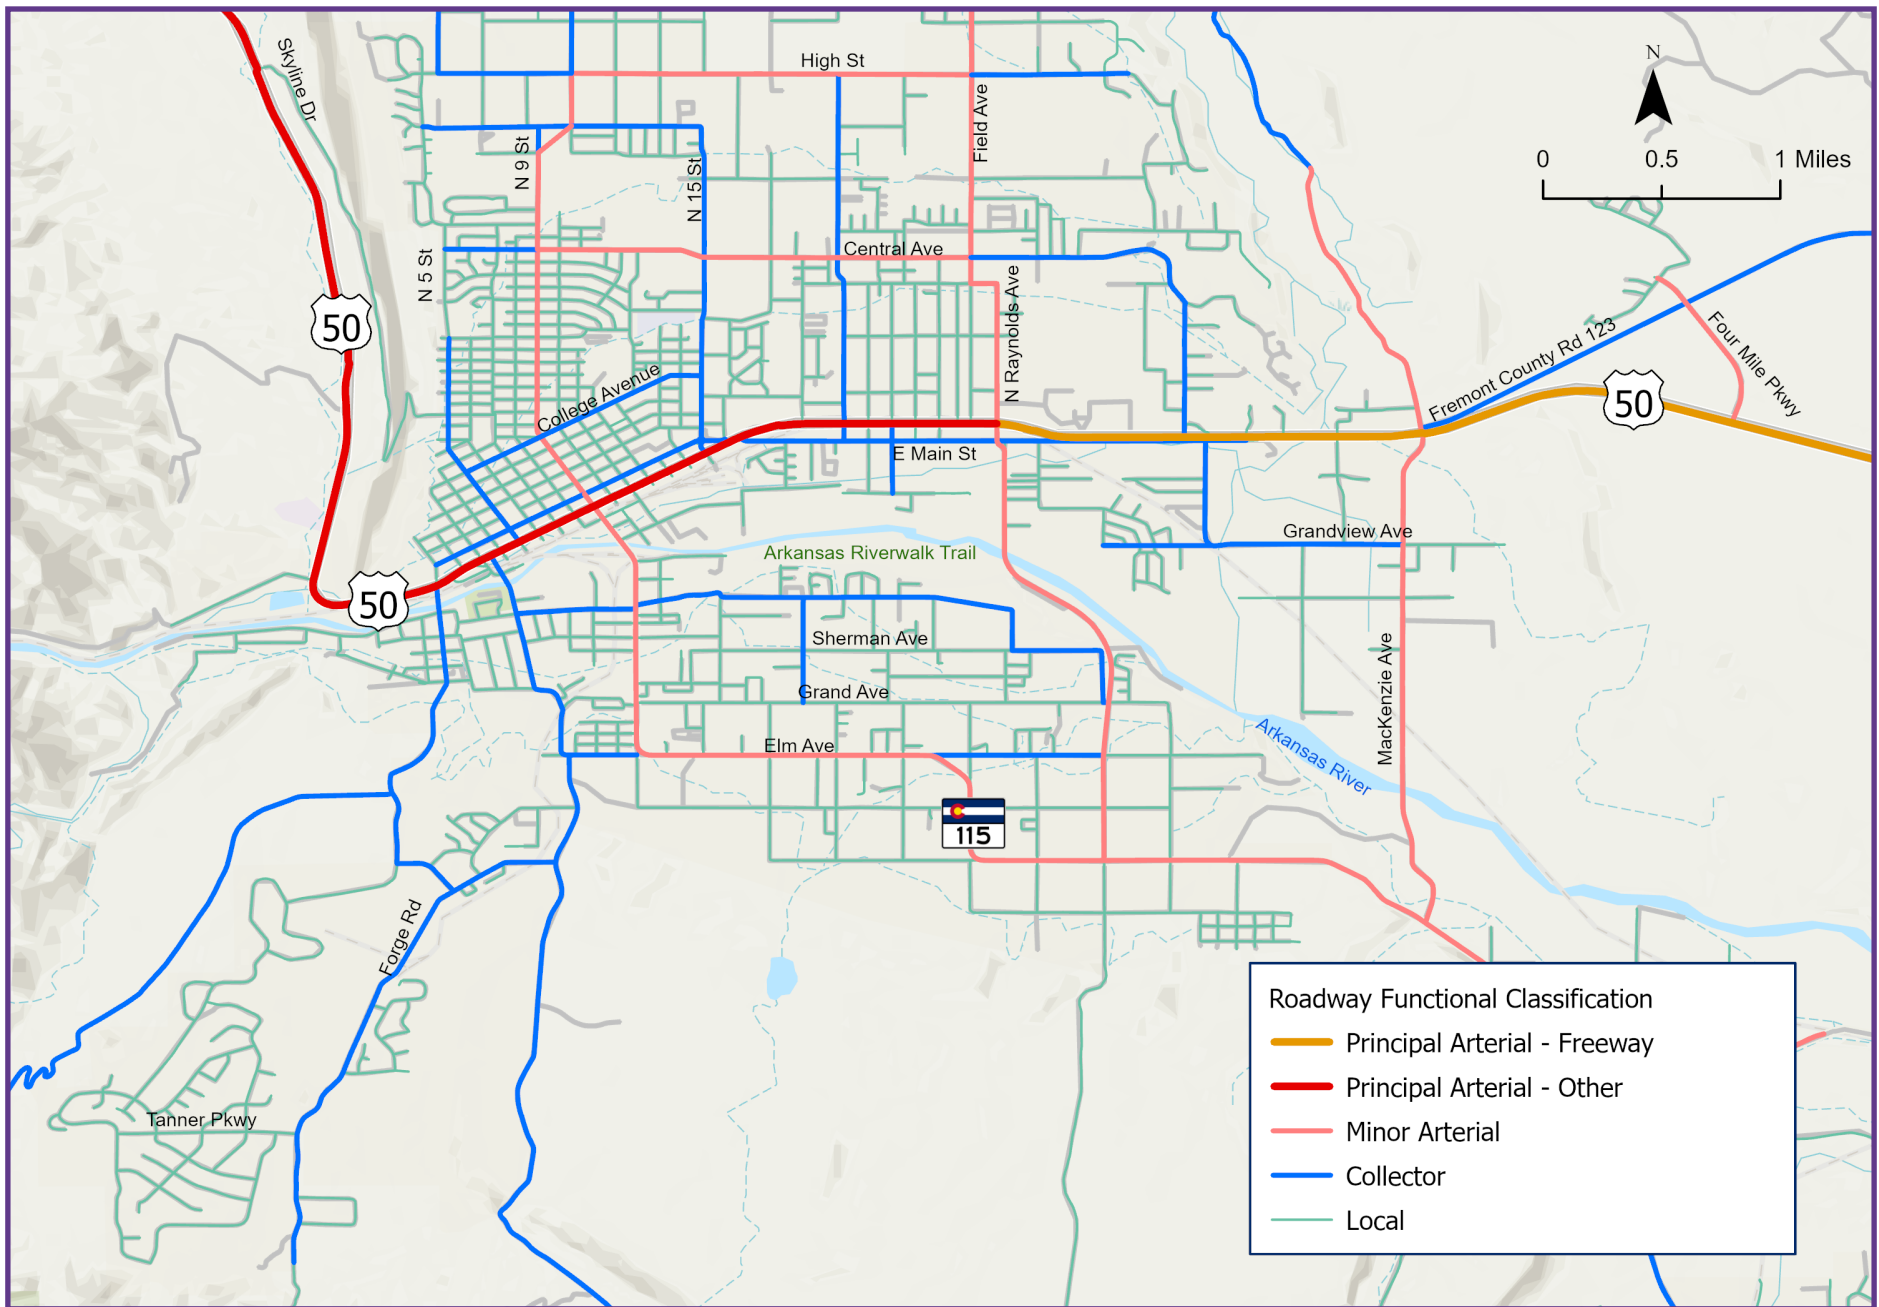 High St
Skyline Dr
N
0 0.5 1 Miles
Field Ave
N 9 St
N 15 St
Central Ave
N 5 St
N Raynolds Ave
50
Fremont County Rd 123
Four Mile Pkwy
College Avenue
50
E Main St
Grandview Ave
Arkansas Riverwalk Trail
50
Sherman Ave
MacKenzie Ave
Grand Ave
Elm Ave
Arkansas River
115
Forge Rd
Tanner Pkwy
Roadway Functional Classification
Principal Arterial - Freeway
Principal Arterial - Other
Minor Arterial
Collector
Local